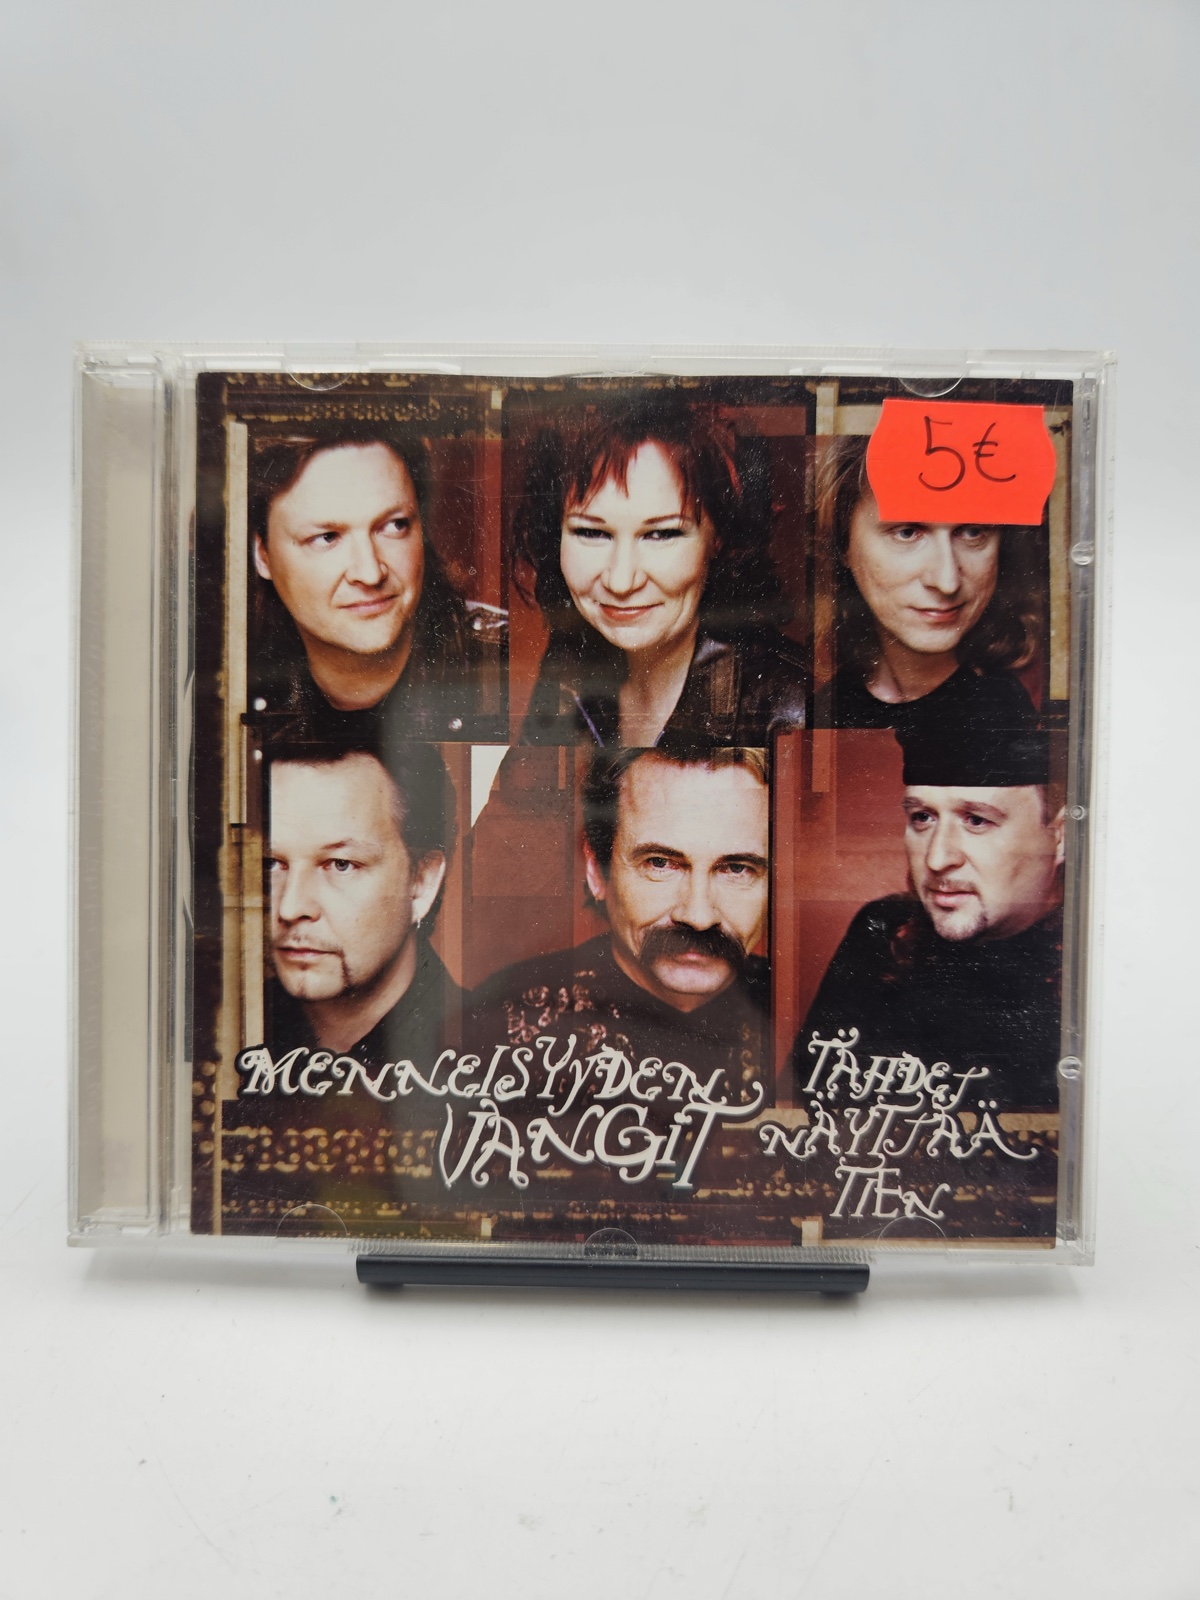 5€
MENNEISYYDEN
VANGIT
TÄHDET
NÄYTTÄÄ
TIEN